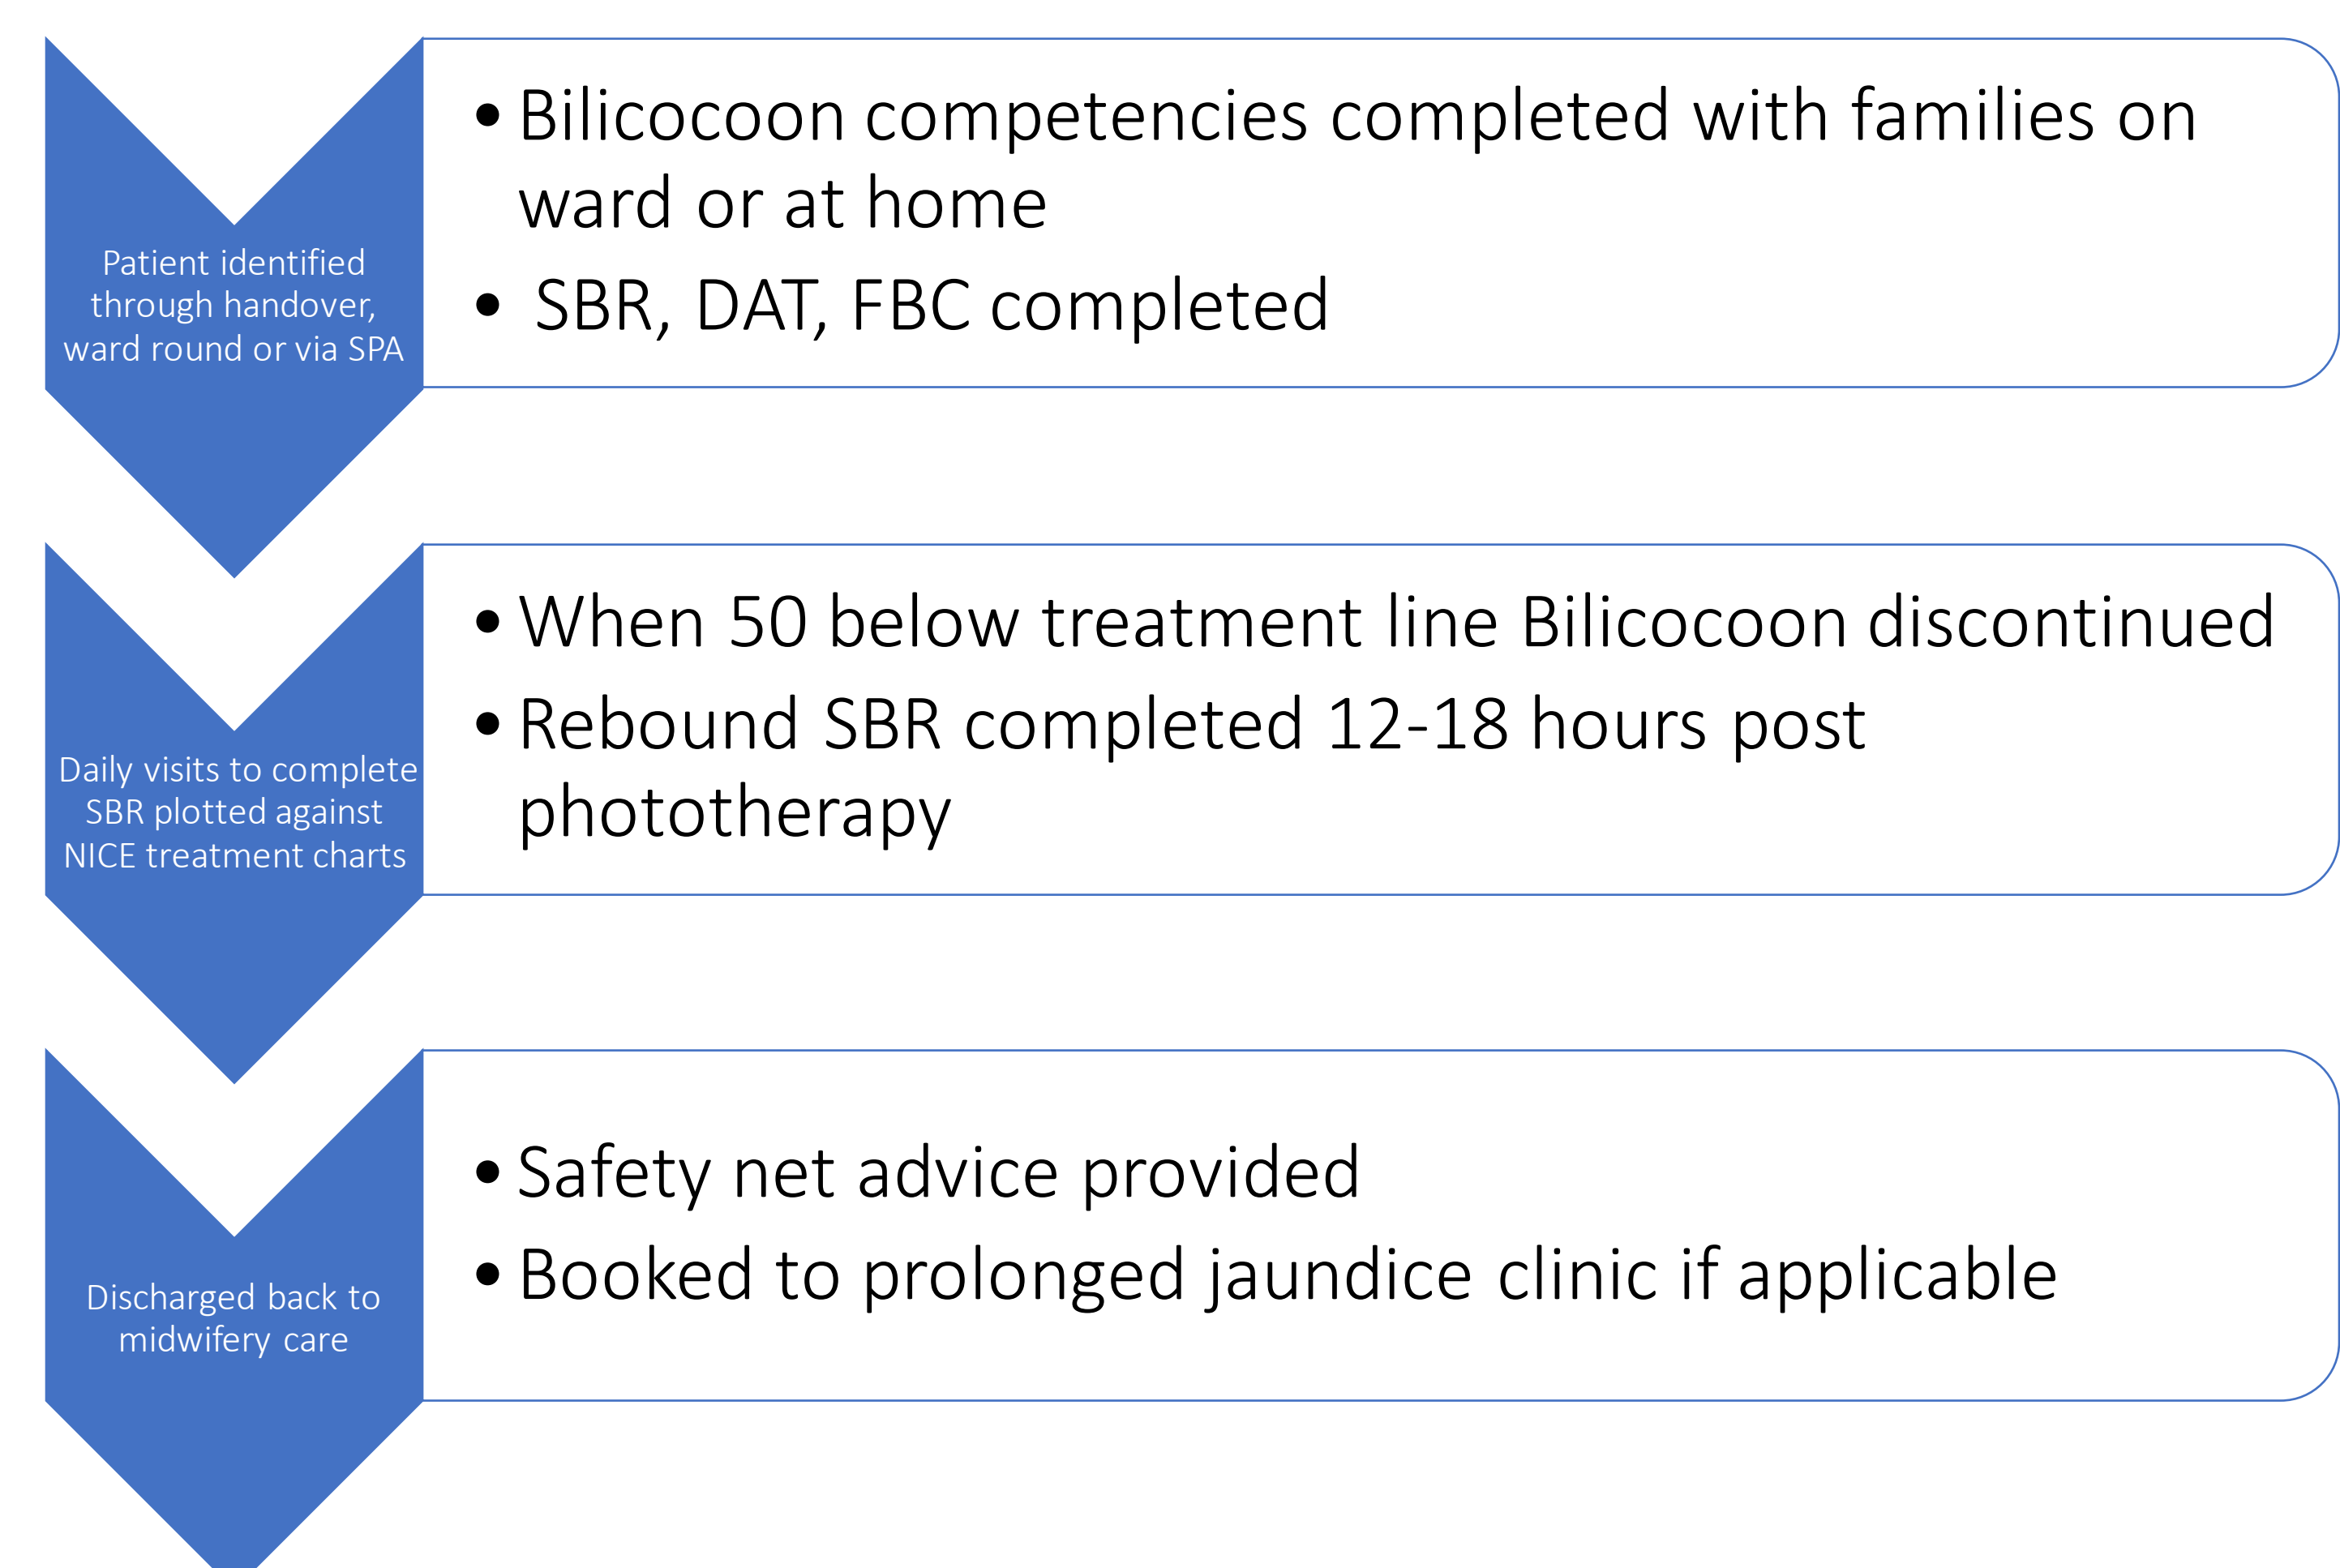 Patient identified
through handover,
ward round or via SPA
• Bilicocoon competencies completed with families on
ward or at home
• SBR, DAT, FBC completed
Daily visits to complete
SBR plotted against
NICE treatment charts
• When 50 below treatment line Bilicocoon discontinued
• Rebound SBR completed 12-18 hours post
phototherapy
Discharged back to
midwifery care
• Safety net advice provided
• Booked to prolonged jaundice clinic if applicable